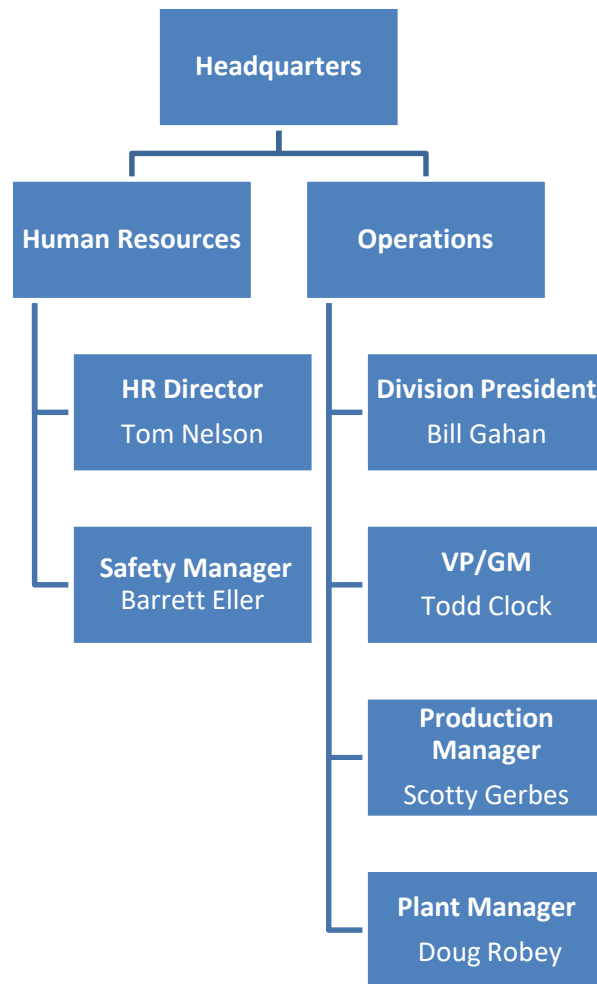 Headquarters
Human Resources
Operations
HR Director
Tom Nelson
Safety Manager
Barrett Eller
Division President
Bill Gahan
VP/GM
Todd Clock
Production
Manager
Scotty Gerbes
Plant Manager
Doug Robey